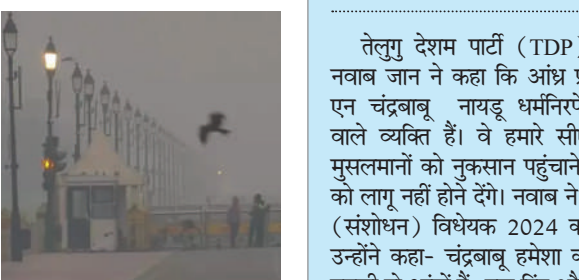 तेलुगु देशम पार्टी (TDP)
नवाब जान ने कहा कि आंध्र
एन चंद्रबाबू नायडू
वाले व्यक्ति हैं। वे हमारे
मुसलमानों को नुकसान पहुंचाने
को लागू नहीं होने देंगे। नवाब ने
(संशोधन) विधेयक 2024
उन्होंने कहा- चंद्रबाबू हमेशा